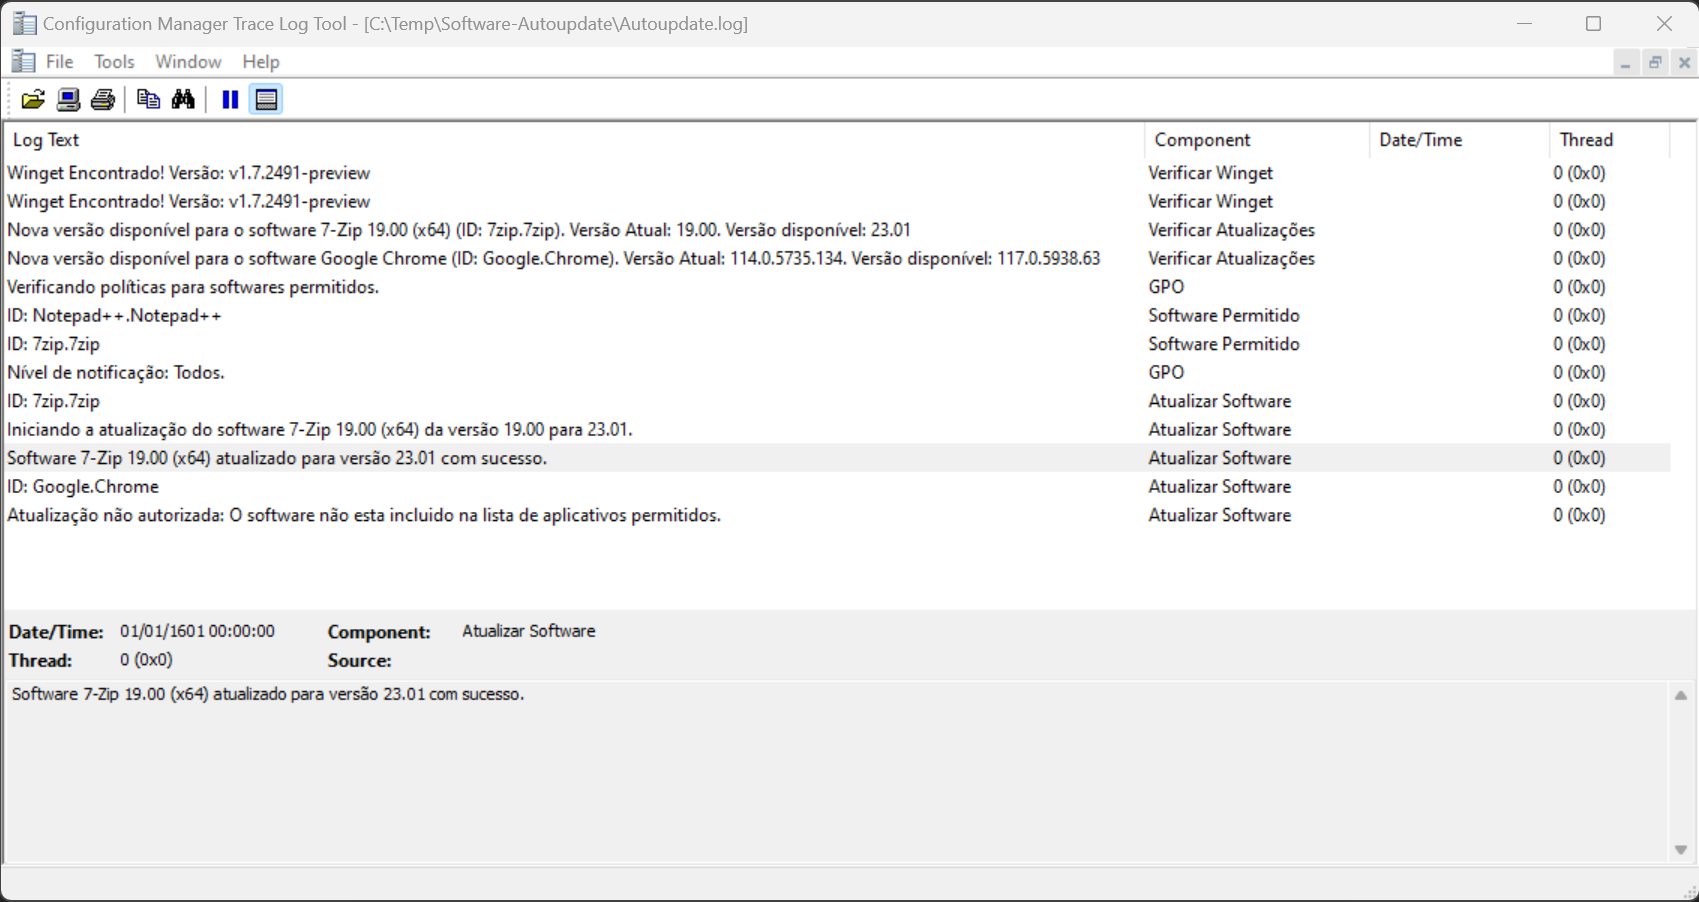 Configuration Manager Trace Log Tool - [C:\Temp\Software-Autoupdate\Autoupdate.log]
File Tools Window Help
Log Text Component Date/Time Thread
Winget Encontrado! Versão: v1.7.2491-preview Verificar Winget 0 (0x0)
Winget Encontrado! Versão: v1.7.2491-preview Verificar Winget 0 (0x0)
Nova versão disponível para o software 7-Zip 19.00 (x64) (ID: 7zip.7zip). Versão Atual: 19.00. Versão disponível: 23.01 Verificar Atualizações 0 (0x0)
Nova versão disponível para o software Google Chrome (ID: Google.Chrome). Versão Atual: 114.0.5735.134. Versão disponível: 117.0.5938.63 Verificar Atualizações 0 (0x0)
Verificando políticas para softwares permitidos. GPO 0 (0x0)
ID: Notepad++.Notepad++ Software Permitido 0 (0x0)
ID: 7zip.7zip Software Permitido 0 (0x0)
Nível de notificação: Todos. GPO 0 (0x0)
ID: 7zip.7zip Atualizar Software 0 (0x0)
Iniciando a atualização do software 7-Zip 19.00 (x64) da versão 19.00 para 23.01. Atualizar Software 0 (0x0)
Software 7-Zip 19.00 (x64) atualizado para versão 23.01 com sucesso. Atualizar Software 0 (0x0)
ID: Google.Chrome Atualizar Software 0 (0x0)
Atualização não autorizada: O software não esta incluido na lista de aplicativos permitidos. Atualizar Software 0 (0x0)
Date/Time: 01/01/1601 00:00:00 Component: Atualizar Software
Thread: 0 (0x0) Source:
Software 7-Zip 19.00 (x64) atualizado para versão 23.01 com sucesso.